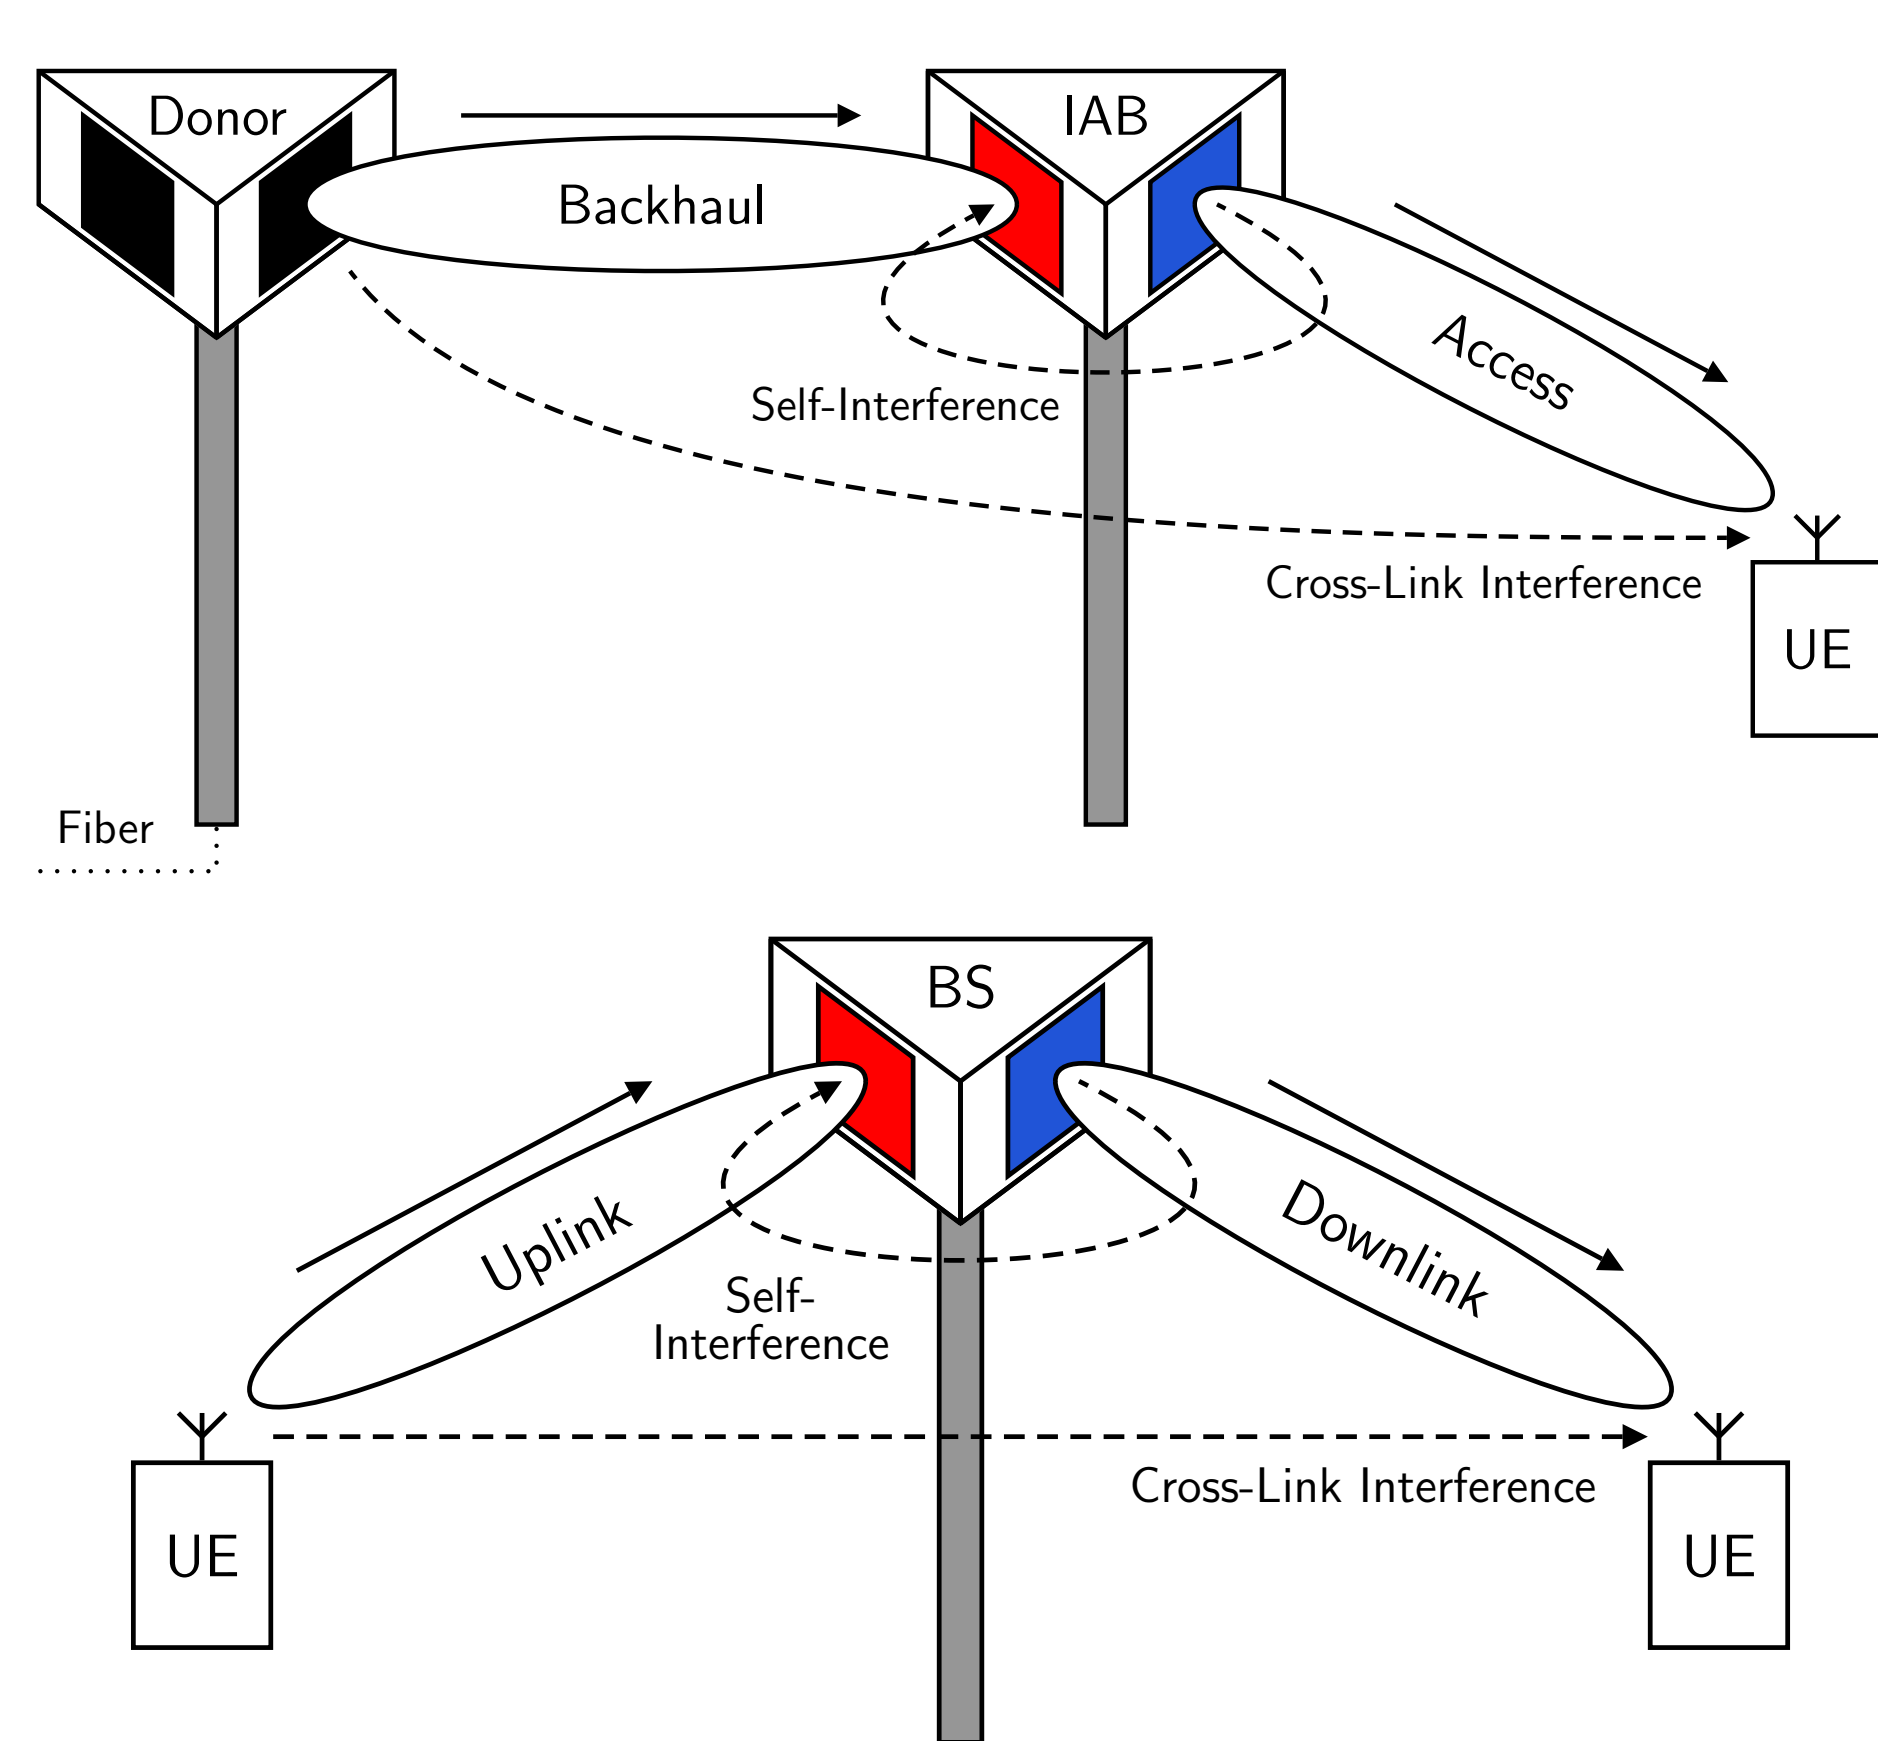 Donor
IAB
Backhaul
Access
Self-Interference
Cross-Link Interference
UE
Fiber
BS
Uplink
Downlink
Self-
Interference
Cross-Link Interference
UE
UE